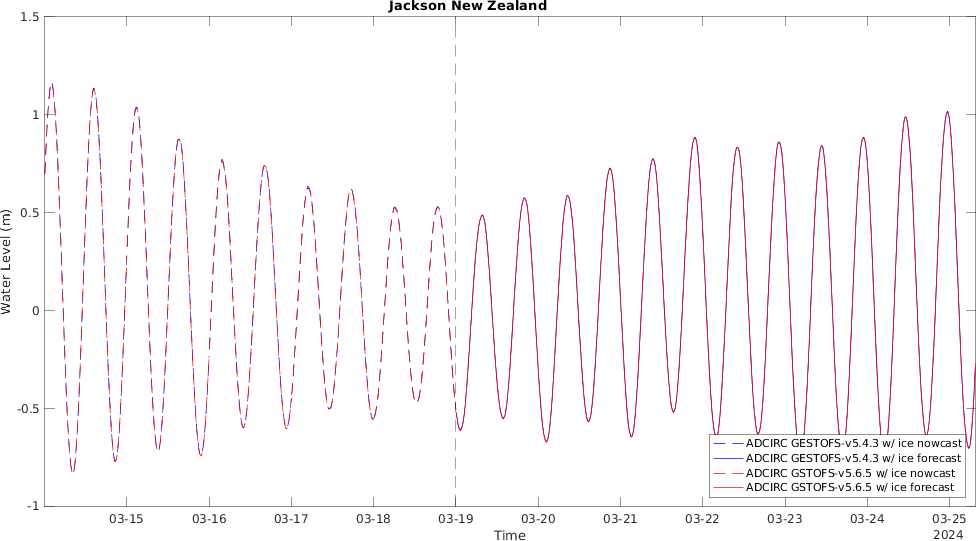 Jackson New Zealand
1.5
1
0.5
0
-0.5
-1
Water Level (m)
03-15
03-16
03-17
03-18
03-19
03-20
03-21
03-22
03-23
03-24
03-25
2024
Time
ADCIRC GESTOFS-v5.4.3 w/ ice nowcast
ADCIRC GESTOFS-v5.4.3 w/ ice forecast
ADCIRC GSTOFS-v5.6.5 w/ ice nowcast
ADCIRC GSTOFS-v5.6.5 w/ ice forecast